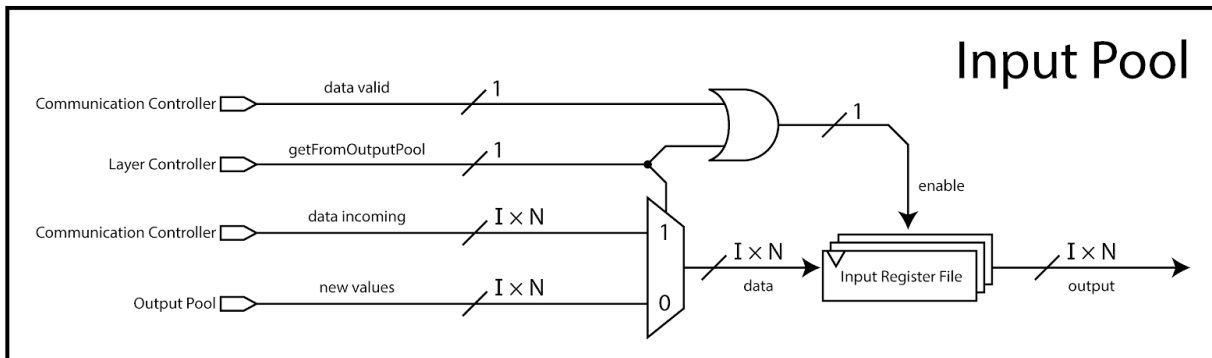 Input Pool
Communication Controller
data valid
1
1
Layer Controller
getFromOutputPool
1
enable
Communication Controller
data incoming
I × N
1
I × N
data
Input Register File
I × N
output
Output Pool
new values
I × N
0